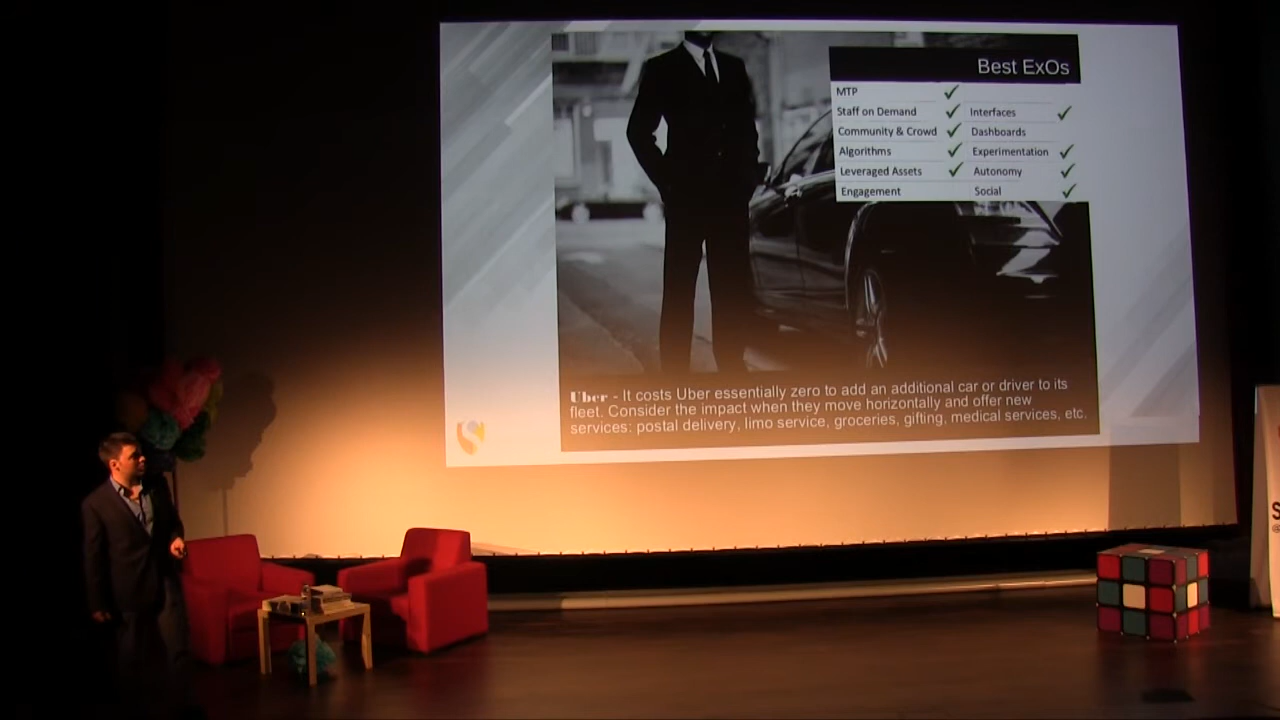 Best ExOs
MTP ✓
Staff on Demand ✓ Interfaces ✓
Community & Crowd ✓ Dashboards
Algorithms ✓ Experimentation ✓
Leveraged Assets ✓ Autonomy ✓
Engagement Social ✓
Uber - It costs Uber essentially zero to add an additional car or driver to its
fleet. Consider the impact when they move horizontally and offer new
services: postal delivery, limo service, groceries, gifting, medical services, etc.
S